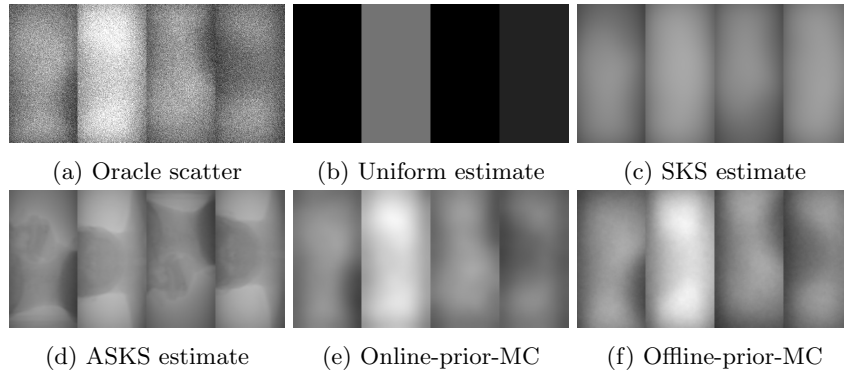 (a) Oracle scatter
(b) Uniform estimate
(c) SKS estimate
(d) ASKS estimate
(e) Online-prior-MC
(f) Offline-prior-MC